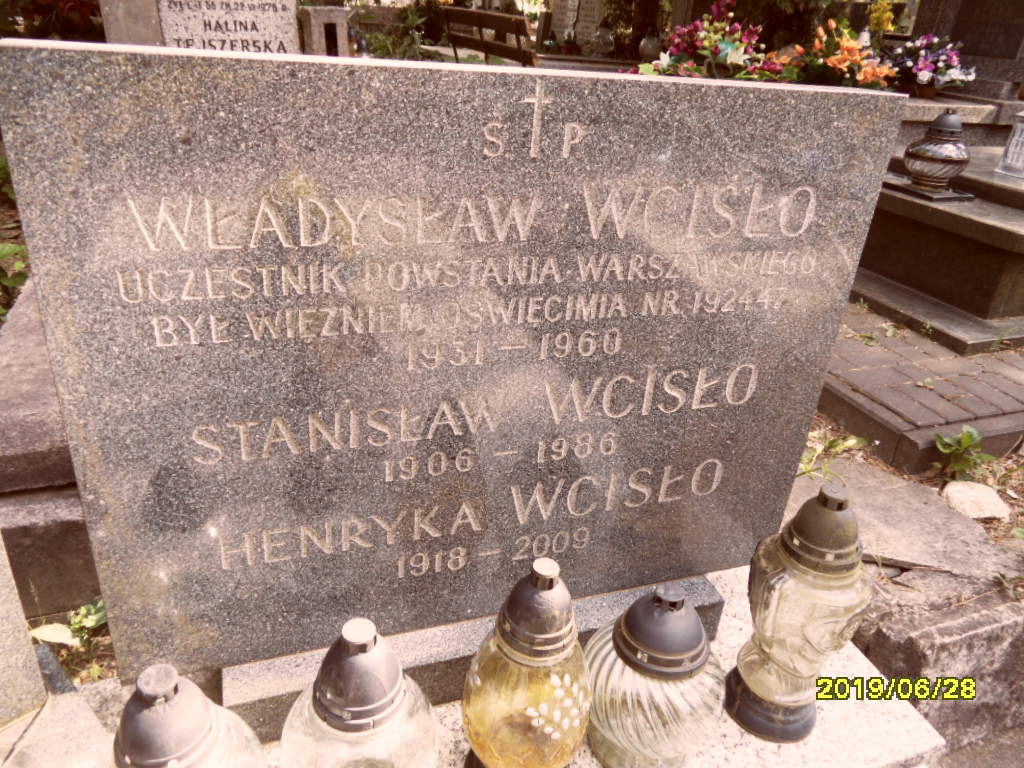 HALINA
TEJSZERSKA
S P
WŁADYSŁAW WCISŁO
UCZESTNIK POWSTANIA WARSZAWSKIEGO
BYŁ WIĘŹNIEM OŚWIĘCIMIA NR. 192447
1931 – 1960
STANISŁAW WCISŁO
1906 – 1986
HENRYKA WCISŁO
1918 – 2009
2019/06/28